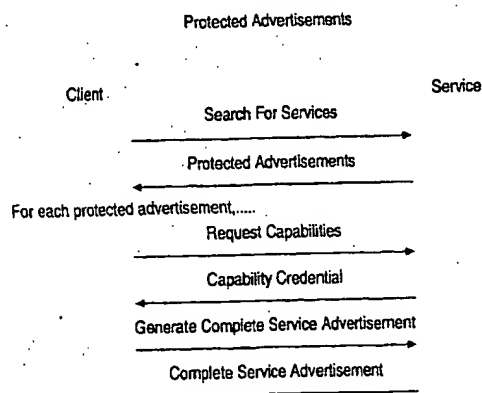 Protected Advertisements
Client
Service
Search For Services
Protected Advertisements
For each protected advertisement,.....
Request Capabilities
Capability Credential
Generate Complete Service Advertisement
Complete Service Advertisement